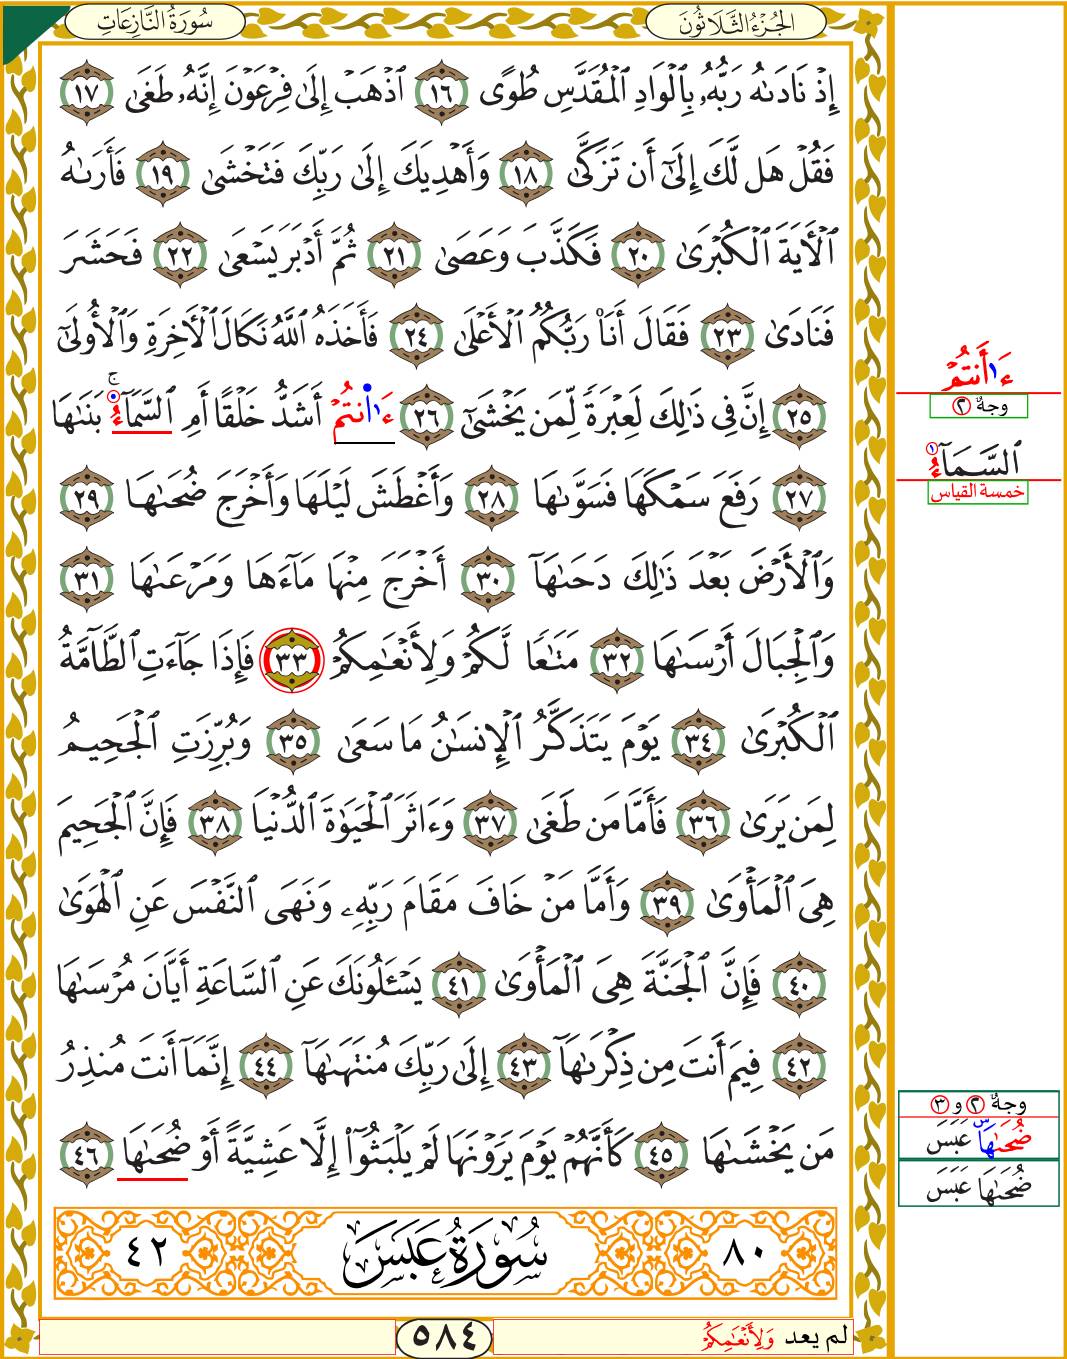 سُورَةُ النَّازِعَاتِ
الجُزْءُ الثَّلَاثُونَ
إِذْ نَادَىٰهُ رَبُّهُۥ بِٱلْوَادِ ٱلْمُقَدَّسِ طُوًى ١٦ ٱذْهَبْ إِلَىٰ فِرْعَوْنَ إِنَّهُۥ طَغَىٰ ١٧
فَقُلْ هَل لَّكَ إِلَىٰٓ أَن تَزَكَّىٰ ١٨ وَأَهْدِيَكَ إِلَىٰ رَبِّكَ فَتَخْشَىٰ ١٩ فَأَرَىٰهُ
ٱلْأٓيَةَ ٱلْكُبْرَىٰ ٢٠ فَكَذَّبَ وَعَصَىٰ ٢١ ثُمَّ أَدْبَرَ يَسْعَىٰ ٢٢ فَحَشَرَ
فَنَادَىٰ ٢٣ فَقَالَ أَنَا۠ رَبُّكُمُ ٱلْأَعْلَىٰ ٢٤ فَأَخَذَهُ ٱللَّهُ نَكَالَ ٱلْأٓخِرَةِ وَٱلْأُولَىٰٓ
٢٥ إِنَّ فِى ذَٰلِكَ لَعِبْرَةً لِّمَن يَخْشَىٰٓ ٢٦ ءَأَنتُمْ أَشَدُّ خَلْقًا أَمِ ٱلسَّمَآءُ ۚ بَنَىٰهَا
٢٧ رَفَعَ سَمْكَهَا فَسَوَّىٰهَا ٢٨ وَأَغْطَشَ لَيْلَهَا وَأَخْرَجَ ضُحَىٰهَا ٢٩
وَٱلْأَرْضَ بَعْدَ ذَٰلِكَ دَحَىٰهَآ ٣٠ أَخْرَجَ مِنْهَا مَآءَهَا وَمَرْعَىٰهَا ٣١
وَٱلْجِبَالَ أَرْسَىٰهَا ٣٢ مَتَٰعًا لَّكُمْ وَلِأَنْعَٰمِكُمْ ٣٣ فَإِذَا جَآءَتِ ٱلطَّآمَّةُ
ٱلْكُبْرَىٰ ٣٤ يَوْمَ يَتَذَكَّرُ ٱلْإِنسَٰنُ مَا سَعَىٰ ٣٥ وَبُرِّزَتِ ٱلْجَحِيمُ
لِمَن يَرَىٰ ٣٦ فَأَمَّا مَن طَغَىٰ ٣٧ وَءَاثَرَ ٱلْحَيَوٰةَ ٱلدُّنْيَا ٣٨ فَإِنَّ ٱلْجَحِيمَ
هِىَ ٱلْمَأْوَىٰ ٣٩ وَأَمَّا مَنْ خَافَ مَقَامَ رَبِّهِۦ وَنَهَى ٱلنَّفْسَ عَنِ ٱلْهَوَىٰ
٤٠ فَإِنَّ ٱلْجَنَّةَ هِىَ ٱلْمَأْوَىٰ ٤١ يَسْـَٔلُونَكَ عَنِ ٱلسَّاعَةِ أَيَّانَ مُرْسَىٰهَا
٤٢ فِيمَ أَنتَ مِن ذِكْرَىٰهَآ ٤٣ إِلَىٰ رَبِّكَ مُنتَهَىٰهَآ ٤٤ إِنَّمَآ أَنتَ مُنذِرُ
مَن يَخْشَىٰهَا ٤٥ كَأَنَّهُمْ يَوْمَ يَرَوْنَهَا لَمْ يَلْبَثُوٓا۟ إِلَّا عَشِيَّةً أَوْ ضُحَىٰهَا ٤٦
٨٠ سُورَةُ عَبَسَ ٤٢
لم يعد وَلِأَنْعَٰمِكُمْ
٥٨٤
ءَاأَنتُمْ
وجهٌ ٢
ٱلسَّمَآءُ ١
خمسة القياس
وجهٌ ٢ و ٣
ضُحَىٰهَا س عَبَسَ
ضُحَىٰهَا عَبَسَ